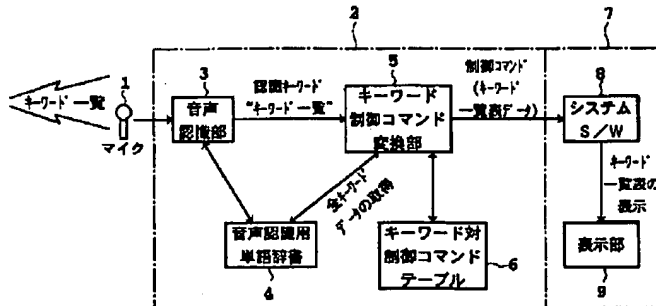 2
7
1
キーワード一覧
マイク
3
音声
認識部
認識キーワード
"キーワード一覧"
5
キーワード
制御コマンド
変換部
制御コマンド
(キーワード
一覧表データ)
8
システム
S/W
キーワード
一覧表の
表示
全キーワード
データの取得
音声認識用
単語辞書
4
キーワード対
制御コマンド
テーブル
6
表示部
9